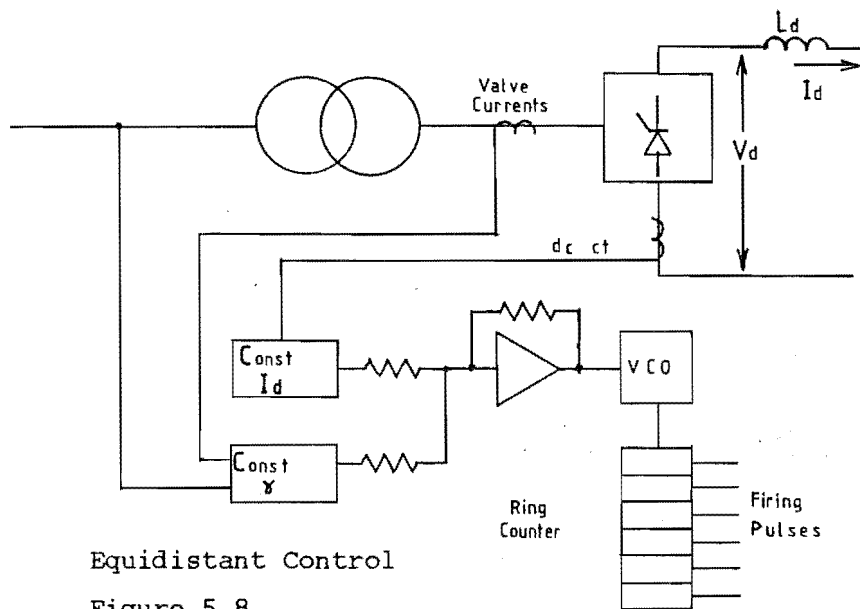 Ld
Id
Valve
Currents
Vd
dc ct
Const
Id
VCO
Const
γ
Ring
Counter
Firing
Pulses
Equidistant Control
Figure 5.8